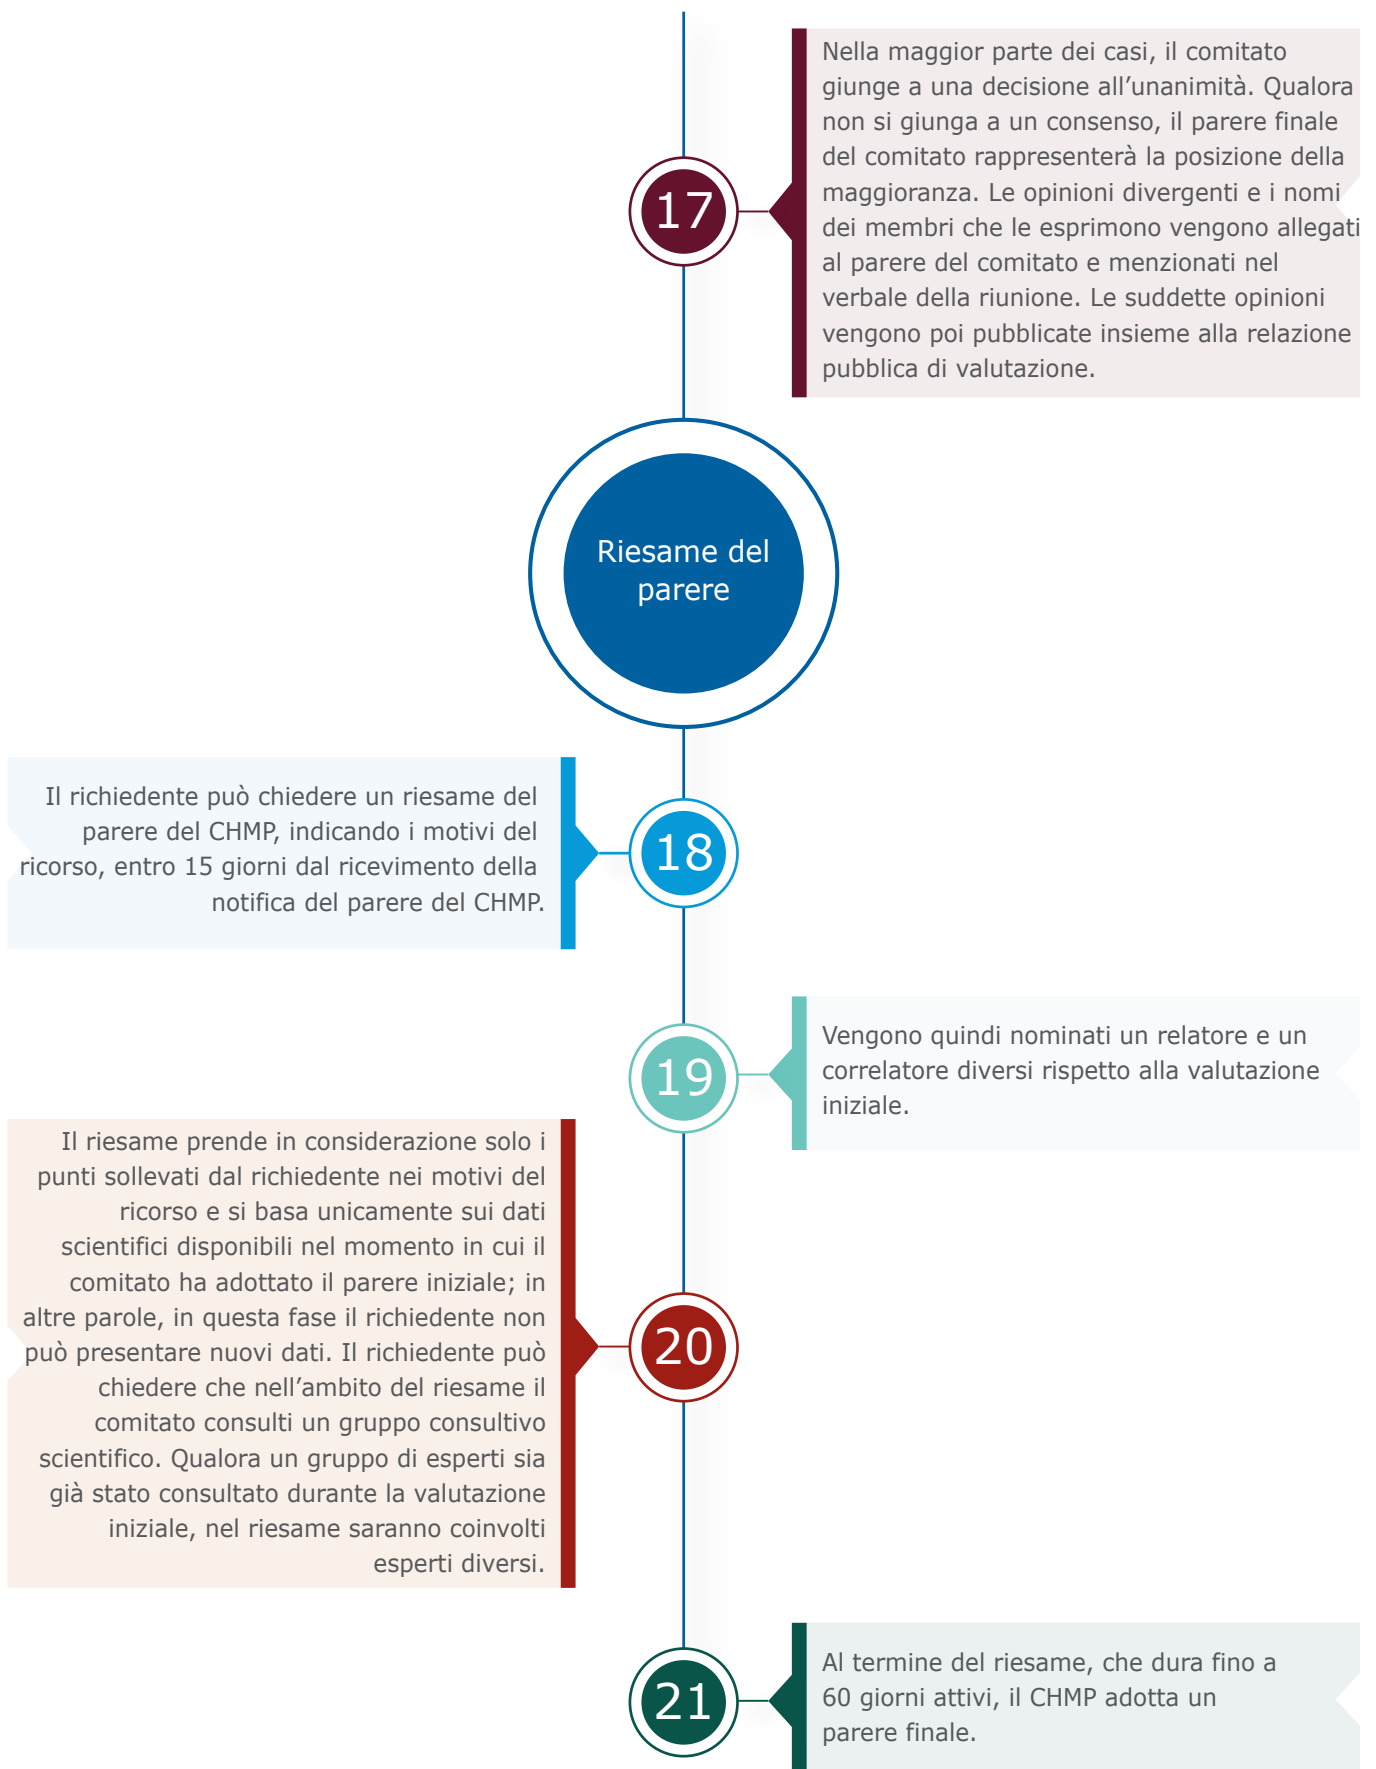 17
Nella maggior parte dei casi, il comitato
giunge a una decisione all’unanimità. Qualora
non si giunga a un consenso, il parere finale
del comitato rappresenterà la posizione della
maggioranza. Le opinioni divergenti e i nomi
dei membri che le esprimono vengono allegati
al parere del comitato e menzionati nel
verbale della riunione. Le suddette opinioni
vengono poi pubblicate insieme alla relazione
pubblica di valutazione.
Riesame del
parere
18
Il richiedente può chiedere un riesame del
parere del CHMP, indicando i motivi del
ricorso, entro 15 giorni dal ricevimento della
notifica del parere del CHMP.
19
Vengono quindi nominati un relatore e un
correlatore diversi rispetto alla valutazione
iniziale.
20
Il riesame prende in considerazione solo i
punti sollevati dal richiedente nei motivi del
ricorso e si basa unicamente sui dati
scientifici disponibili nel momento in cui il
comitato ha adottato il parere iniziale; in
altre parole, in questa fase il richiedente non
può presentare nuovi dati. Il richiedente può
chiedere che nell’ambito del riesame il
comitato consulti un gruppo consultivo
scientifico. Qualora un gruppo di esperti sia
già stato consultato durante la valutazione
iniziale, nel riesame saranno coinvolti
esperti diversi.
21
Al termine del riesame, che dura fino a
60 giorni attivi, il CHMP adotta un
parere finale.